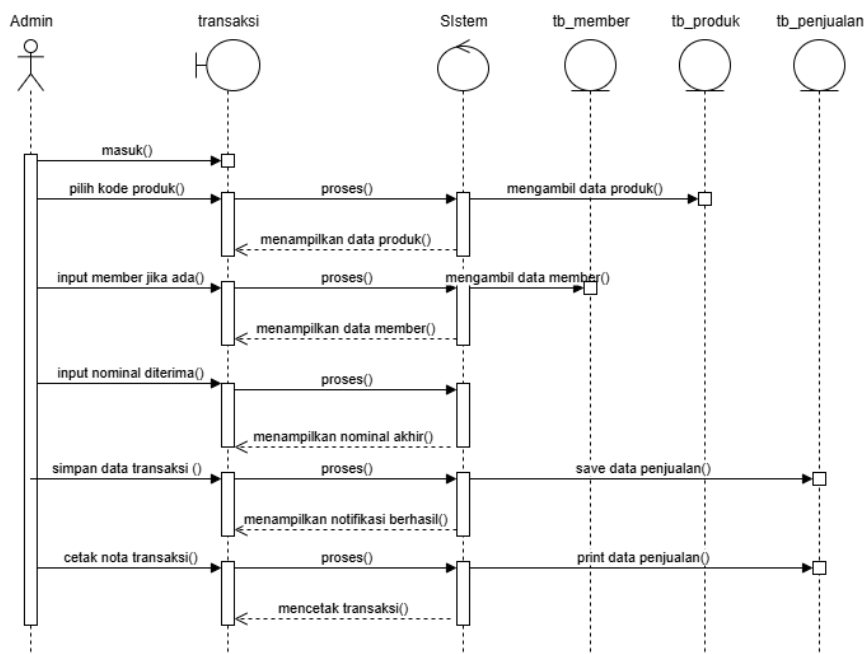 Admin transaksi SIstem tb_member tb_produk tb_penjualan
masuk()
pilih kode produk() proses() mengambil data produk()
menampilkan data produk()
input member jika ada() proses() mengambil data member()
menampilkan data member()
input nominal diterima() proses()
menampilkan nominal akhir()
simpan data transaksi () proses() save data penjualan()
menampilkan notifikasi berhasil()
cetak nota transaksi() proses() print data penjualan()
mencetak transaksi()